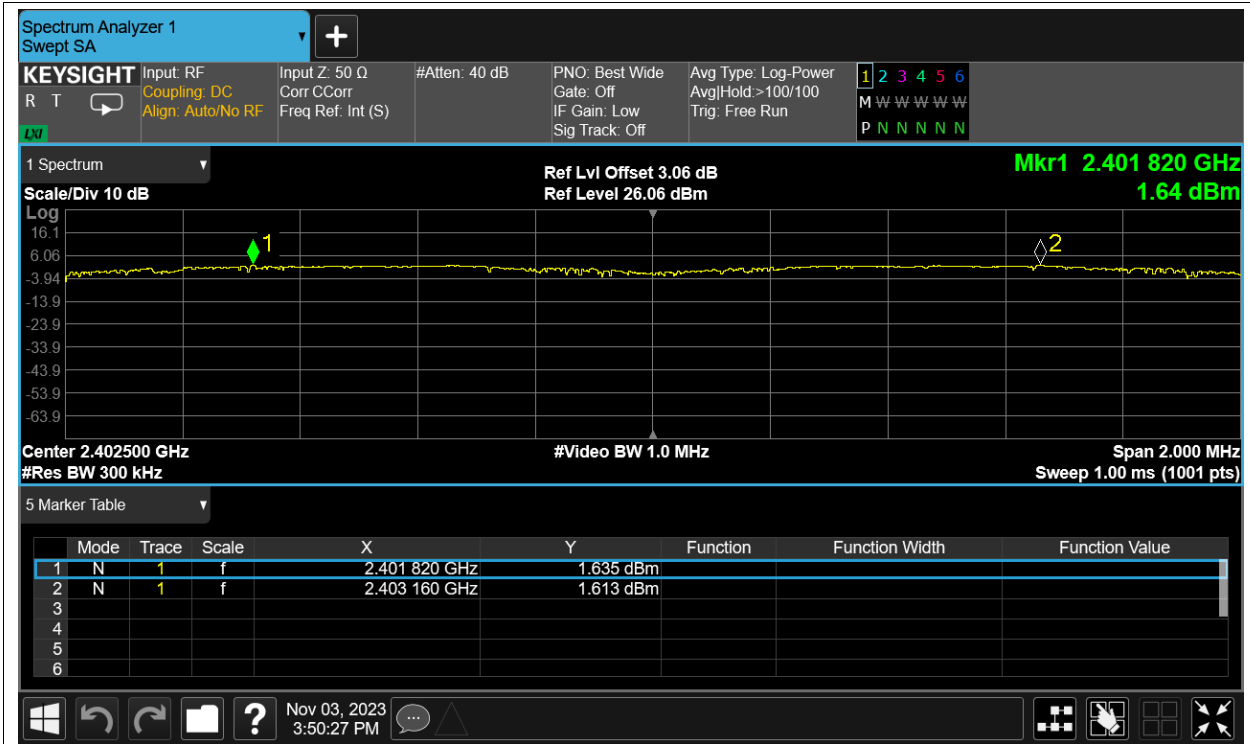 Spectrum Analyzer 1
Swept SA
+
KEYSIGHT Input: RF Input Z: 50 Ω #Atten: 40 dB PNO: Best Wide Avg Type: Log-Power 1 2 3 4 5 6
R T Coupling: DC Corr CCorr Gate: Off Avg|Hold:>100/100 M W W W W W
Align: Auto/No RF Freq Ref: Int (S) IF Gain: Low Trig: Free Run
LXI Sig Track: Off P N N N N N
1 Spectrum Ref Lvl Offset 3.06 dB Mkr1 2.401 820 GHz
Scale/Div 10 dB Ref Level 26.06 dBm 1.64 dBm
Log
16.1
1 2
6.06
-3.94
-13.9
-23.9
-33.9
-43.9
-53.9
-63.9
Center 2.402500 GHz #Video BW 1.0 MHz Span 2.000 MHz
#Res BW 300 kHz Sweep 1.00 ms (1001 pts)
5 Marker Table
Mode Trace Scale X Y Function Function Width Function Value
1 N 1 f 2.401 820 GHz 1.635 dBm
2 N 1 f 2.403 160 GHz 1.613 dBm
3
4
5
6
? Nov 03, 2023
3:50:27 PM